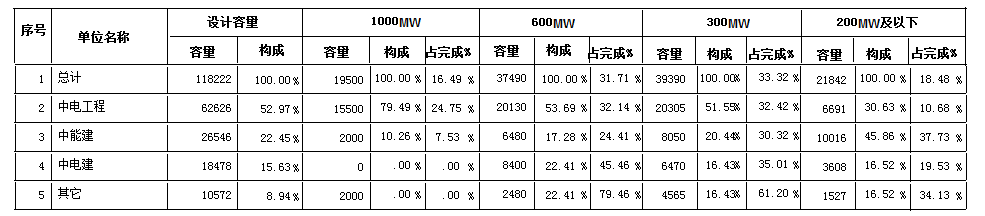 序号 单位名称 设计容量 1000MW 600MW 300MW 200MW及以下
容量 构成 容量 构成 占完成% 容量 构成 占完成% 容量 构成 占完成% 容量 构成 占完成%
1 总计 118222 100.00% 19500 100.00 % 16.49 % 37490 100.00 % 31.71 % 39390 100.00% 33.32 % 21842 100.00 % 18.48 %
2 中电工程 62626 52.97% 15500 79.49 % 24.75 % 20130 53.69 % 32.14 % 20305 51.55% 32.42 % 6691 30.63 % 10.68 %
3 中能建 26546 22.45% 2000 10.26 % 7.53 % 6480 17.28 % 24.41 % 8050 20.44% 30.32 % 10016 45.86 % 37.73 %
4 中电建 18478 15.63% 0 .00 % .00 % 8400 22.41 % 45.46 % 6470 16.43% 35.01 % 3608 16.52 % 19.53 %
5 其它 10572 8.94% 2000 .00 % .00 % 2480 22.41 % 79.46 % 4565 16.43% 61.20 % 1527 16.52 % 34.13 %